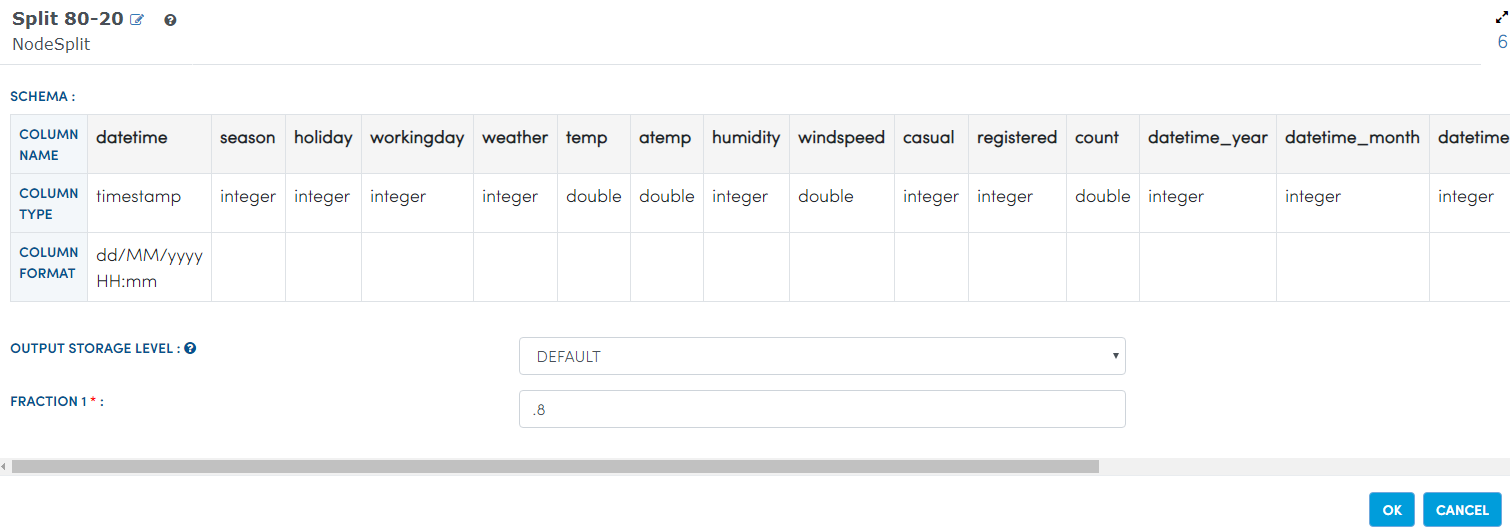 Split 80-20
NodeSplit
6
SCHEMA :
COLUMN NAME datetime season holiday workingday weather temp atemp humidity windspeed casual registered count datetime_year datetime_month datetime
COLUMN TYPE timestamp integer integer integer integer double double integer double integer integer double integer integer integer
COLUMN FORMAT dd/MM/yyyy HH:mm
OUTPUT STORAGE LEVEL :
DEFAULT
FRACTION 1 * :
.8
OK CANCEL